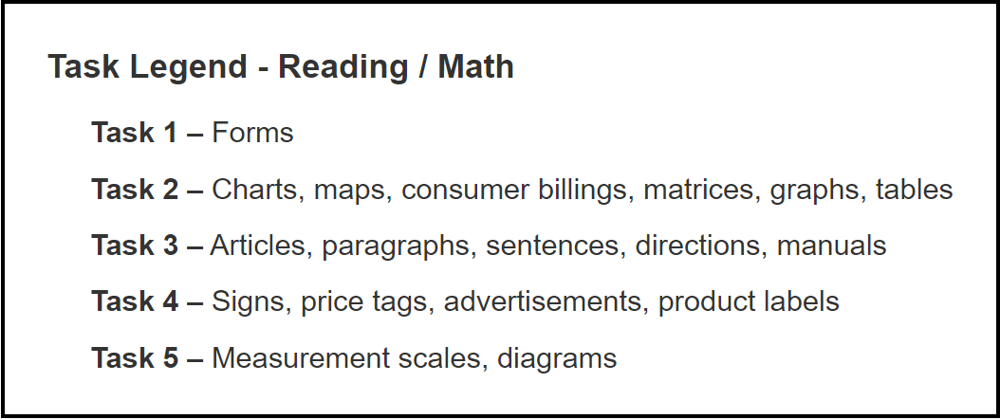 Task Legend - Reading / Math
Task 1 – Forms
Task 2 – Charts, maps, consumer billings, matrices, graphs, tables
Task 3 – Articles, paragraphs, sentences, directions, manuals
Task 4 – Signs, price tags, advertisements, product labels
Task 5 – Measurement scales, diagrams